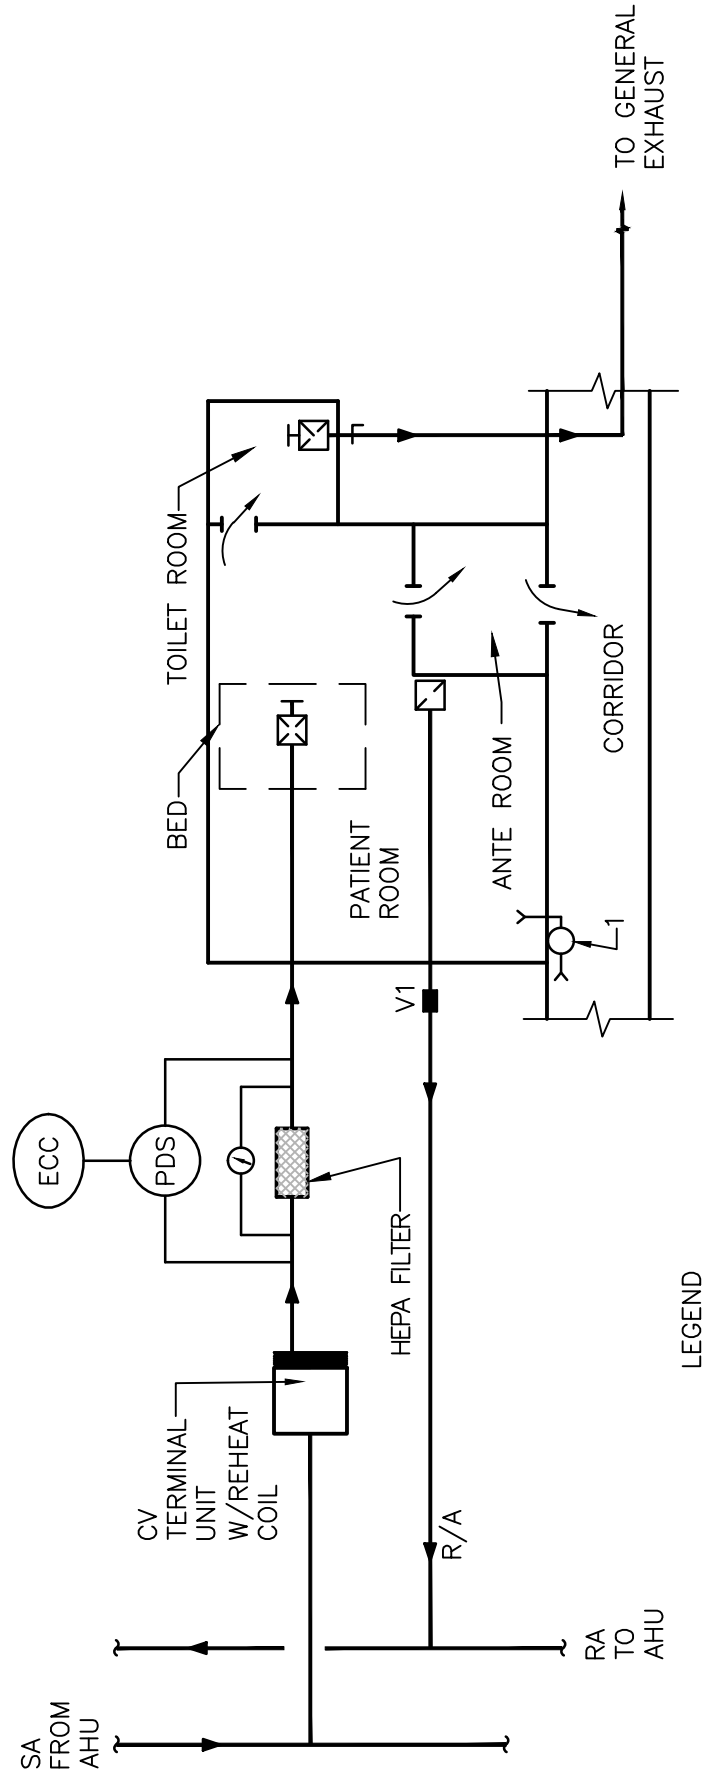 SA
FROM
AHU
RA
TO
AHU
CV
TERMINAL
UNIT
W/REHEAT
COIL
R/A
ECC
PDS
HEPA FILTER
V1
BED
TOILET ROOM
PATIENT
ROOM
ANTE ROOM
L1
CORRIDOR
TO GENERAL
EXHAUST
LEGEND